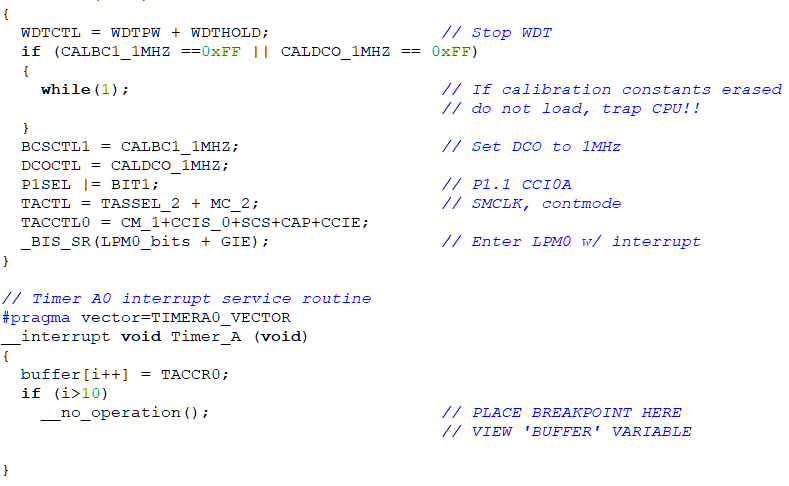 {
  WDTCTL = WDTPW + WDTHOLD;                 // Stop WDT
  if (CALBC1_1MHZ ==0xFF || CALDCO_1MHZ == 0xFF)
  {
    while(1);                               // If calibration constants erased
                                            // do not load, trap CPU!!
  }
  BCSCTL1 = CALBC1_1MHZ;                    // Set DCO to 1MHz
  DCOCTL = CALDCO_1MHZ;
  P1SEL |= BIT1;                            // P1.1 CCI0A
  TACTL = TASSEL_2 + MC_2;                  // SMCLK, contmode
  TACCTL0 = CM_1+CCIS_0+SCS+CAP+CCIE;
  _BIS_SR(LPM0_bits + GIE);                 // Enter LPM0 w/ interrupt
}
// Timer A0 interrupt service routine
#pragma vector=TIMERA0_VECTOR
__interrupt void Timer_A (void)
{
  buffer[i++] = TACCR0;
  if (i>10)
    __no_operation();                       // PLACE BREAKPOINT HERE
                                            // VIEW 'BUFFER' VARIABLE
}